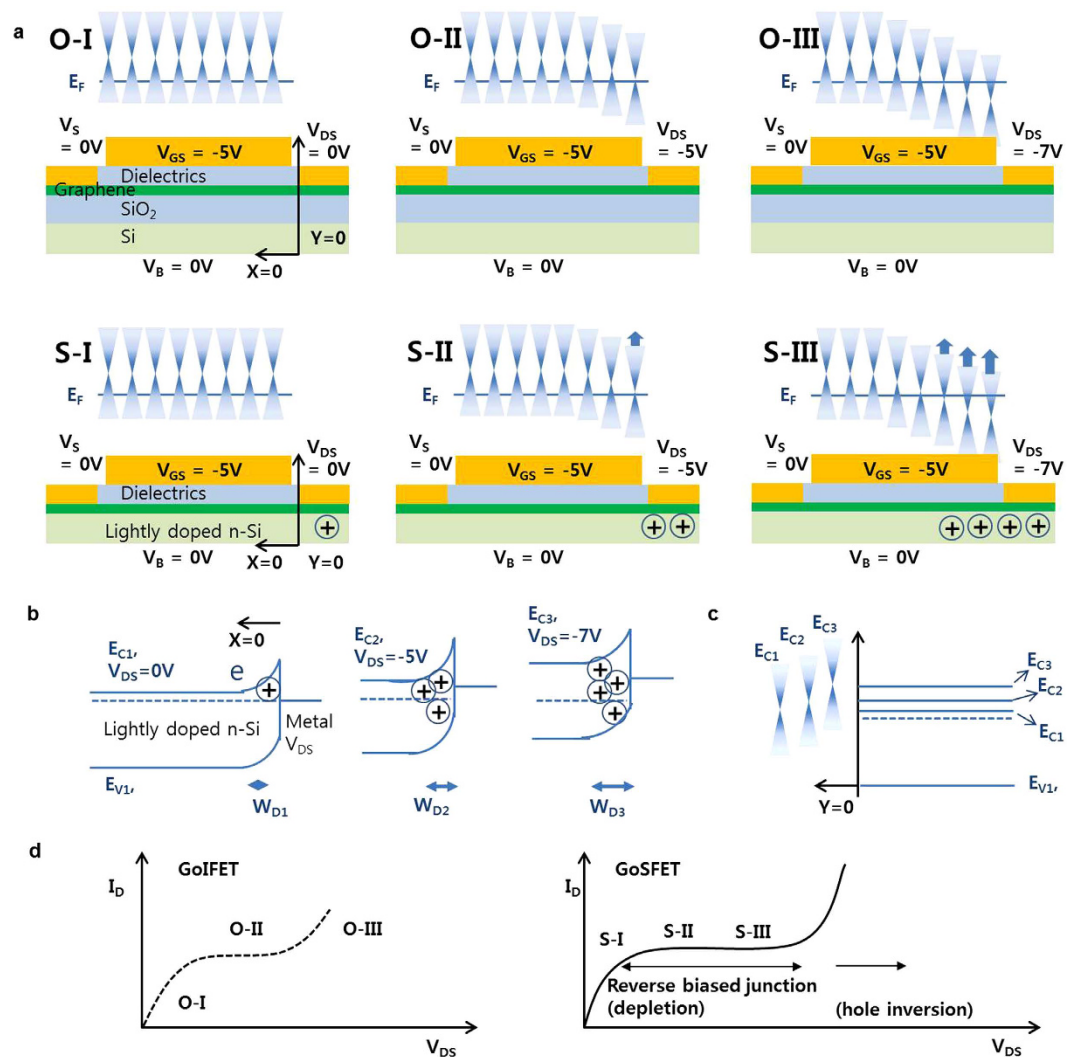 a
O-I
E_F
V_S
= 0V
V_GS = -5V
V_DS
= 0V
Dielectrics
Graphene
SiO₂
Si
Y=0
X=0
V_B = 0V
O-II
E_F
V_S
= 0V
V_GS = -5V
V_DS
= -5V
V_B = 0V
O-III
E_F
V_S
= 0V
V_GS = -5V
V_DS
= -7V
V_B = 0V
S-I
E_F
V_S
= 0V
V_GS = -5V
V_DS
= 0V
Dielectrics
Lightly doped n-Si
+
V_B = 0V
X=0
Y=0
S-II
E_F
V_S
= 0V
V_GS = -5V
V_DS
= -5V
+ +
V_B = 0V
S-III
E_F
V_S
= 0V
V_GS = -5V
V_DS
= -7V
+ + + +
V_B = 0V
b
X=0
E_C1,
V_DS=0V
e
+
Lightly doped n-Si
Metal
V_DS
E_V1,
W_D1
E_C2,
V_DS= -5V
+ + +
+
W_D2
E_C3,
V_DS=-7V
+
+ +
+
W_D3
c
E_C1
E_C2
E_C3
E_C3
E_C2
E_C1
E_V1,
Y=0
d
GoIFET
I_D
O-I
O-II
O-III
V_DS
GoSFET
I_D
S-I
S-II
S-III
Reverse biased junction
(depletion)
(hole inversion)
V_DS